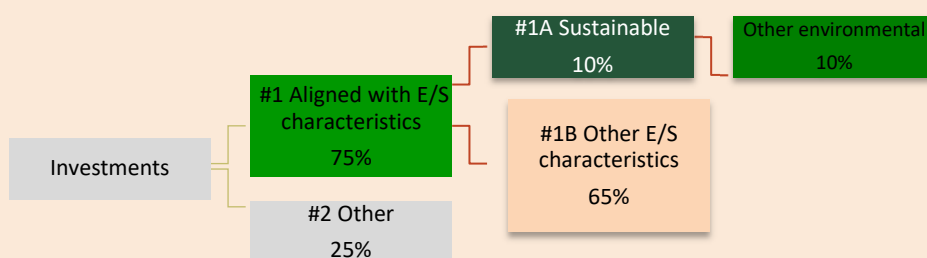 Investments
#1 Aligned with E/S
characteristics
75%
#2 Other
25%
#1A Sustainable
10%
#1B Other E/S
characteristics
65%
Other environmental
10%